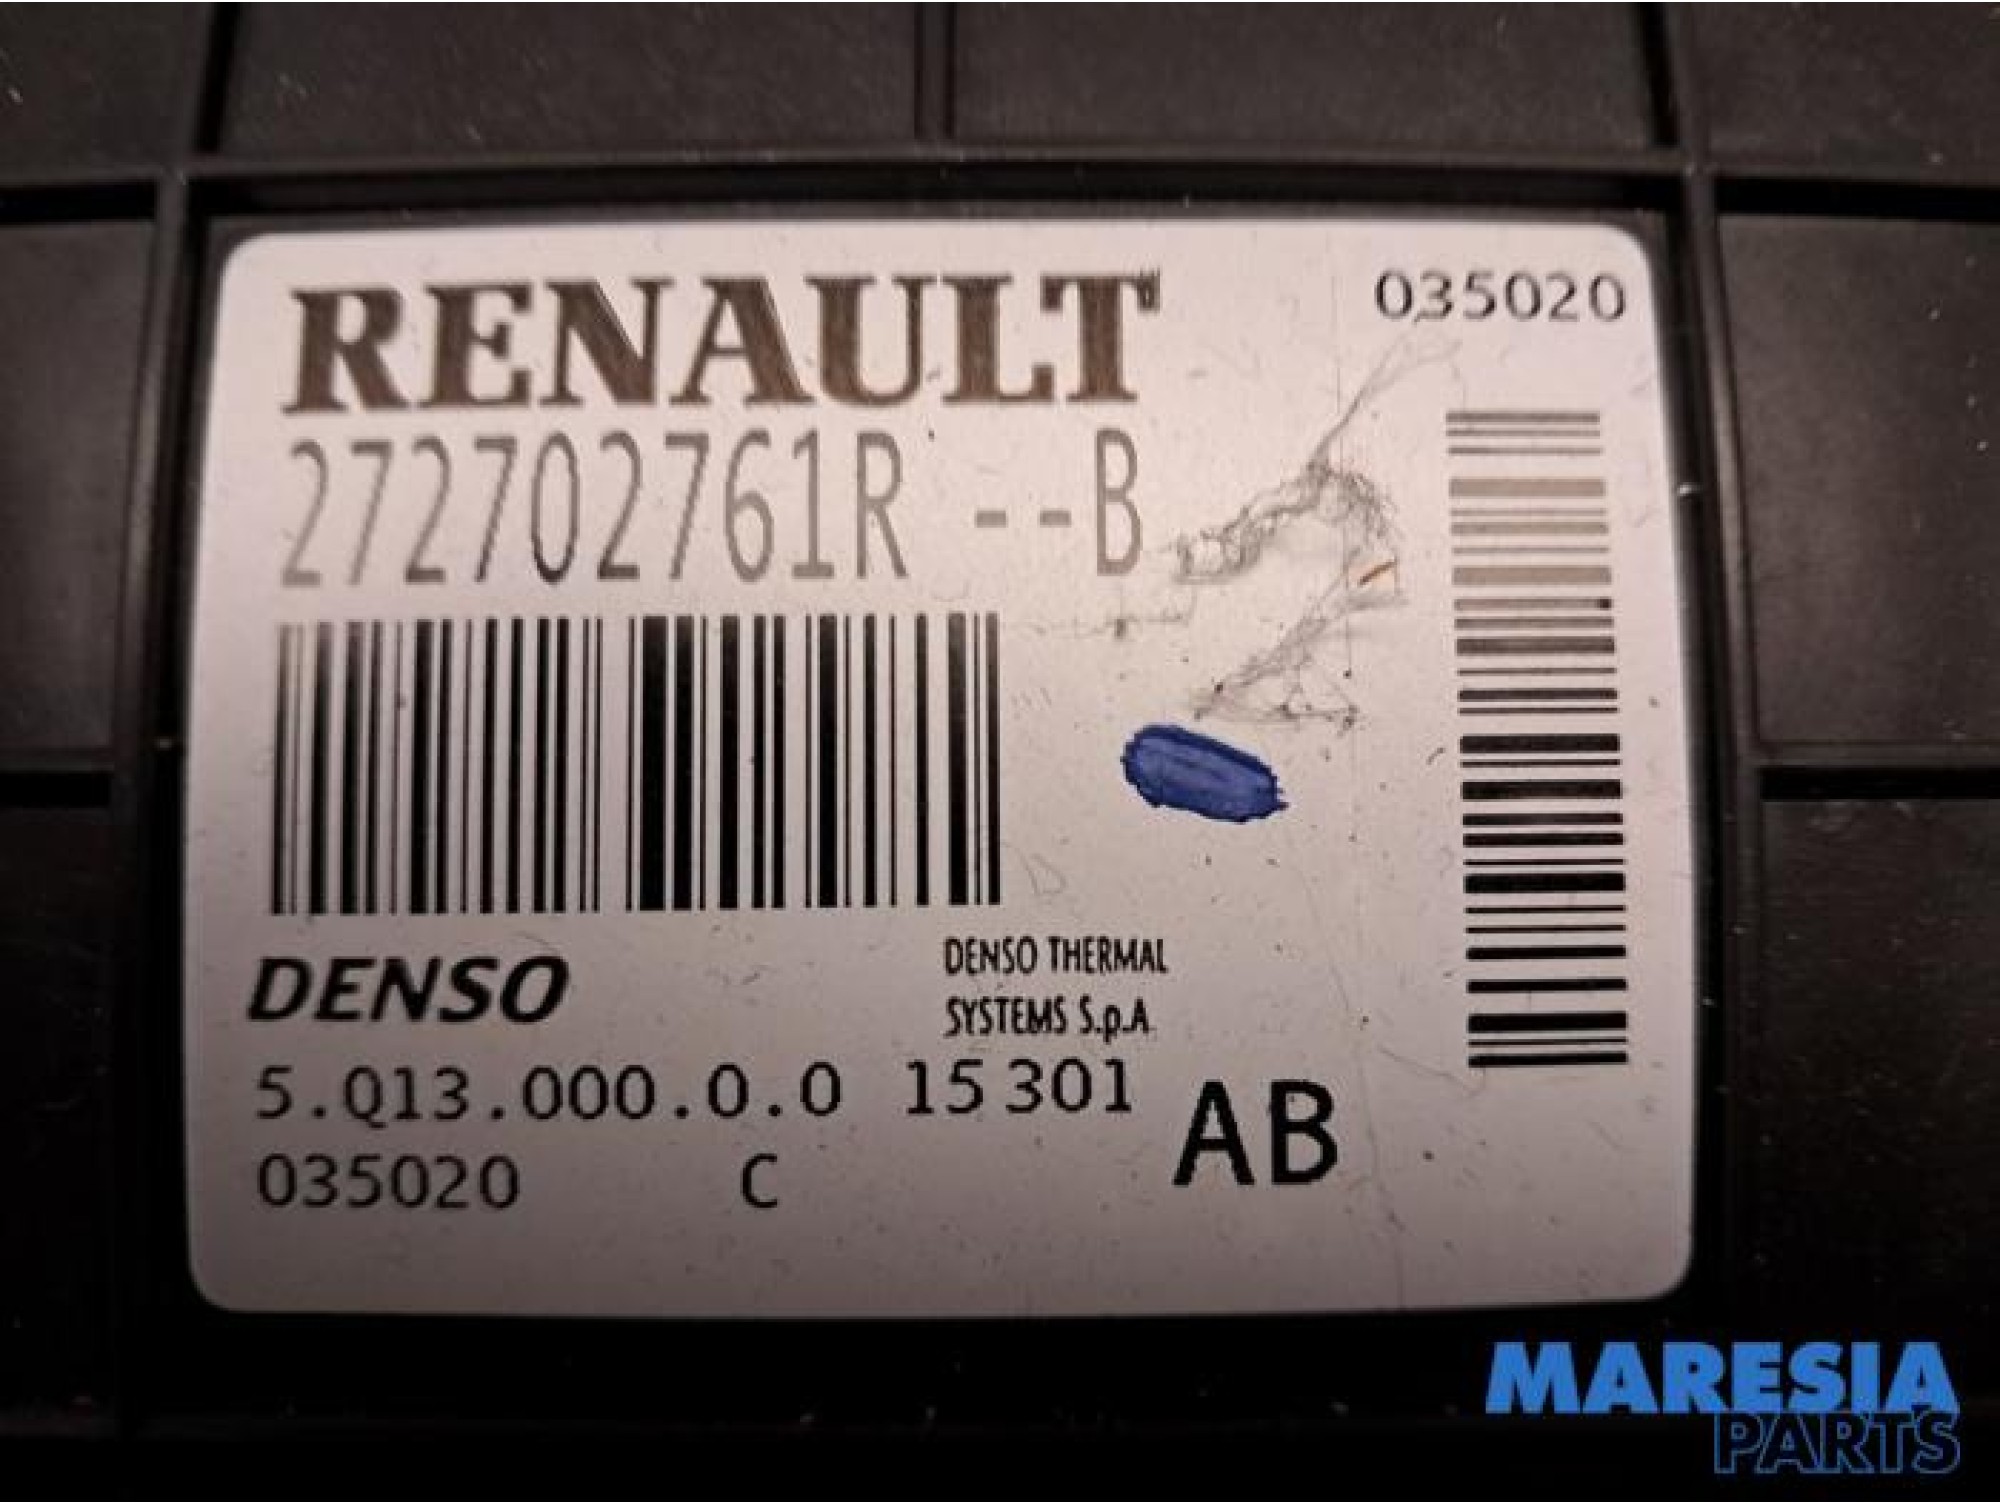 RENAULT
035020
272702761R --B
DENSO
DENSO THERMAL
SYSTEMS S.p.A.
5.Q13.000.0.0 15301
AB
035020 C
MARESIA
PARTS